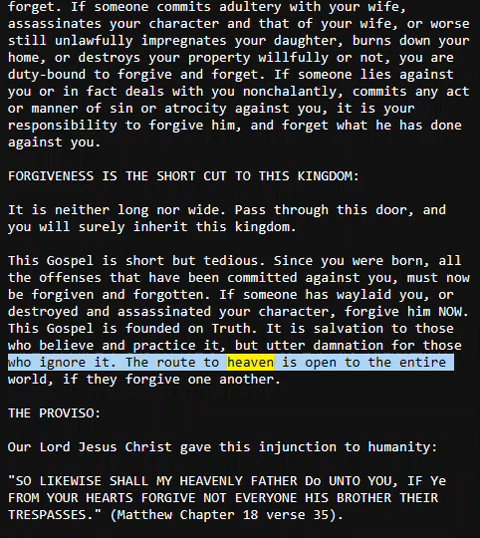 forget. If someone commits adultery with your wife,
assassinates your character and that of your wife, or worse
still unlawfully impregnates your daughter, burns down your
home, or destroys your property willfully or not, you are
duty-bound to forgive and forget. If someone lies against
you or in fact deals with you nonchalantly, commits any act
or manner of sin or atrocity against you, it is your
responsibility to forgive him, and forget what he has done
against you.
FORGIVENESS IS THE SHORT CUT TO THIS KINGDOM:
It is neither long nor wide. Pass through this door, and
you will surely inherit this kingdom.
This Gospel is short but tedious. Since you were born, all
the offenses that have been committed against you, must now
be forgiven and forgotten. If someone has waylaid you, or
destroyed and assassinated your character, forgive him NOW.
This Gospel is founded on Truth. It is salvation to those
who believe and practice it, but utter damnation for those
who ignore it. The route to heaven is open to the entire
world, if they forgive one another.
THE PROVISO:
Our Lord Jesus Christ gave this injunction to humanity:
"SO LIKEWISE SHALL MY HEAVENLY FATHER Do UNTO YOU, IF Ye
FROM YOUR HEARTS FORGIVE NOT EVERYONE HIS BROTHER THEIR
TRESPASSES." (Matthew Chapter 18 verse 35).